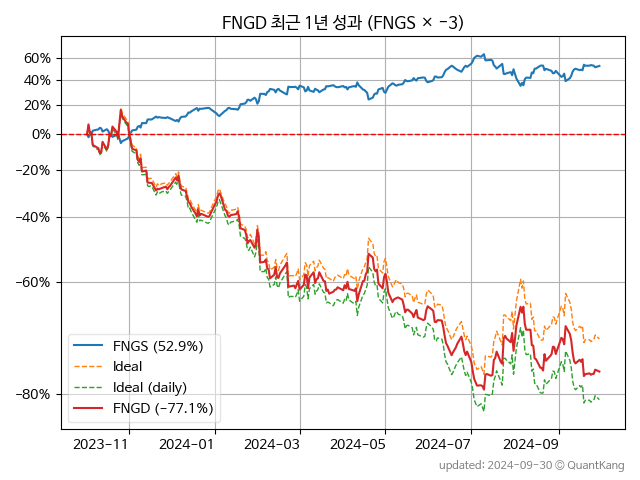 FNGD 최근 1년 성과 (FNGS × −3)
60%
40%
20%
0%
−20%
−40%
−60%
−80%
FNGS (52.9%)
Ideal
Ideal (daily)
FNGD (−77.1%)
2023-11 2024-01 2024-03 2024-05 2024-07 2024-09
updated: 2024-09-30 © QuantKang